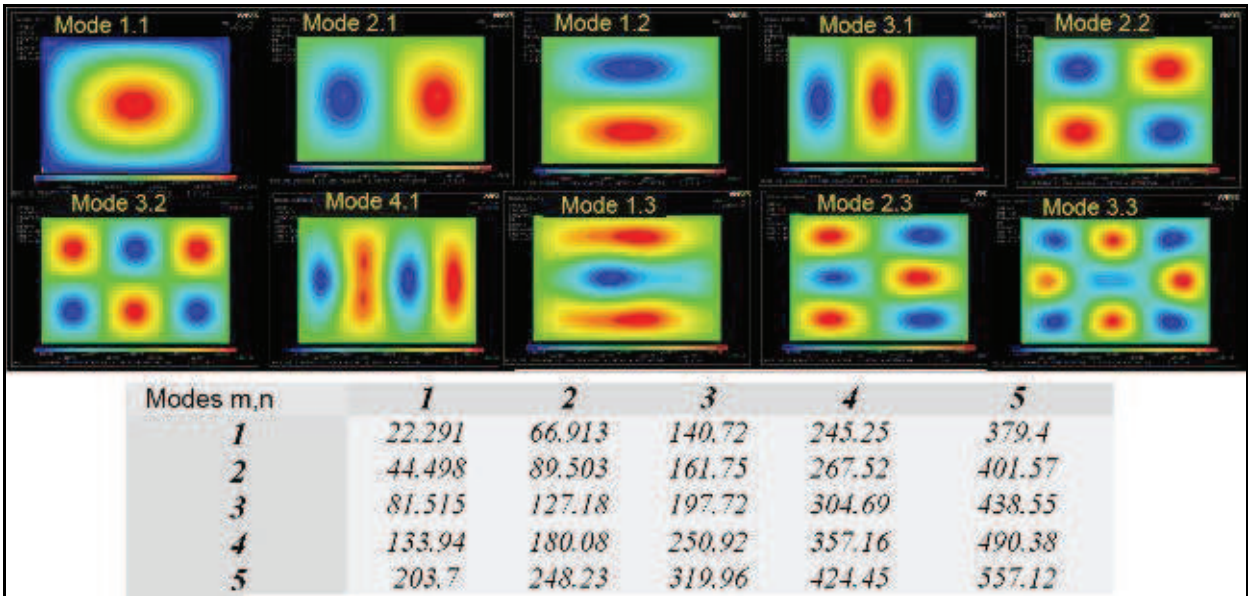 Mode 1.1 Mode 2.1 Mode 1.2 Mode 3.1 Mode 2.2
Mode 3.2 Mode 4.1 Mode 1.3 Mode 2.3 Mode 3.3
Modes m,n 1 2 3 4 5
1 22.291 66.913 140.72 245.25 379.4
2 44.498 89.503 161.75 267.52 401.57
3 81.515 127.18 197.72 304.69 438.55
4 133.94 180.08 250.92 357.16 490.38
5 203.7 248.23 319.96 424.45 557.12